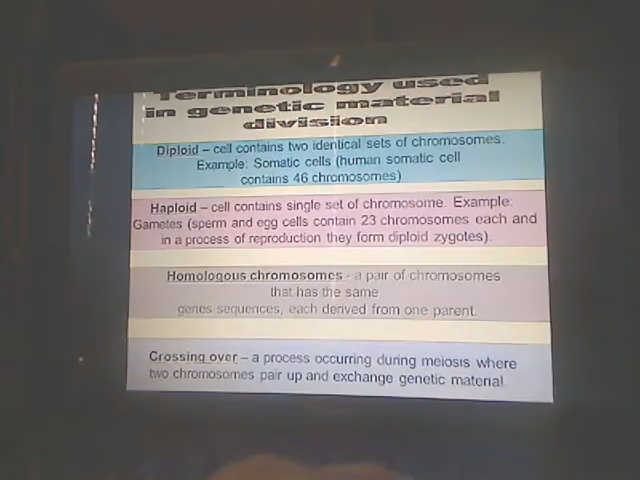 Terminology used
in genetic material
division
Diploid – cell contains two identical sets of chromosomes.
Example: Somatic cells (human somatic cell
contains 46 chromosomes)
Haploid – cell contains single set of chromosome. Example:
Gametes (sperm and egg cells contain 23 chromosomes each and
in a process of reproduction they form diploid zygotes).
Homologous chromosomes - a pair of chromosomes
that has the same
genes sequences, each derived from one parent.
Crossing over – a process occurring during meiosis where
two chromosomes pair up and exchange genetic material.